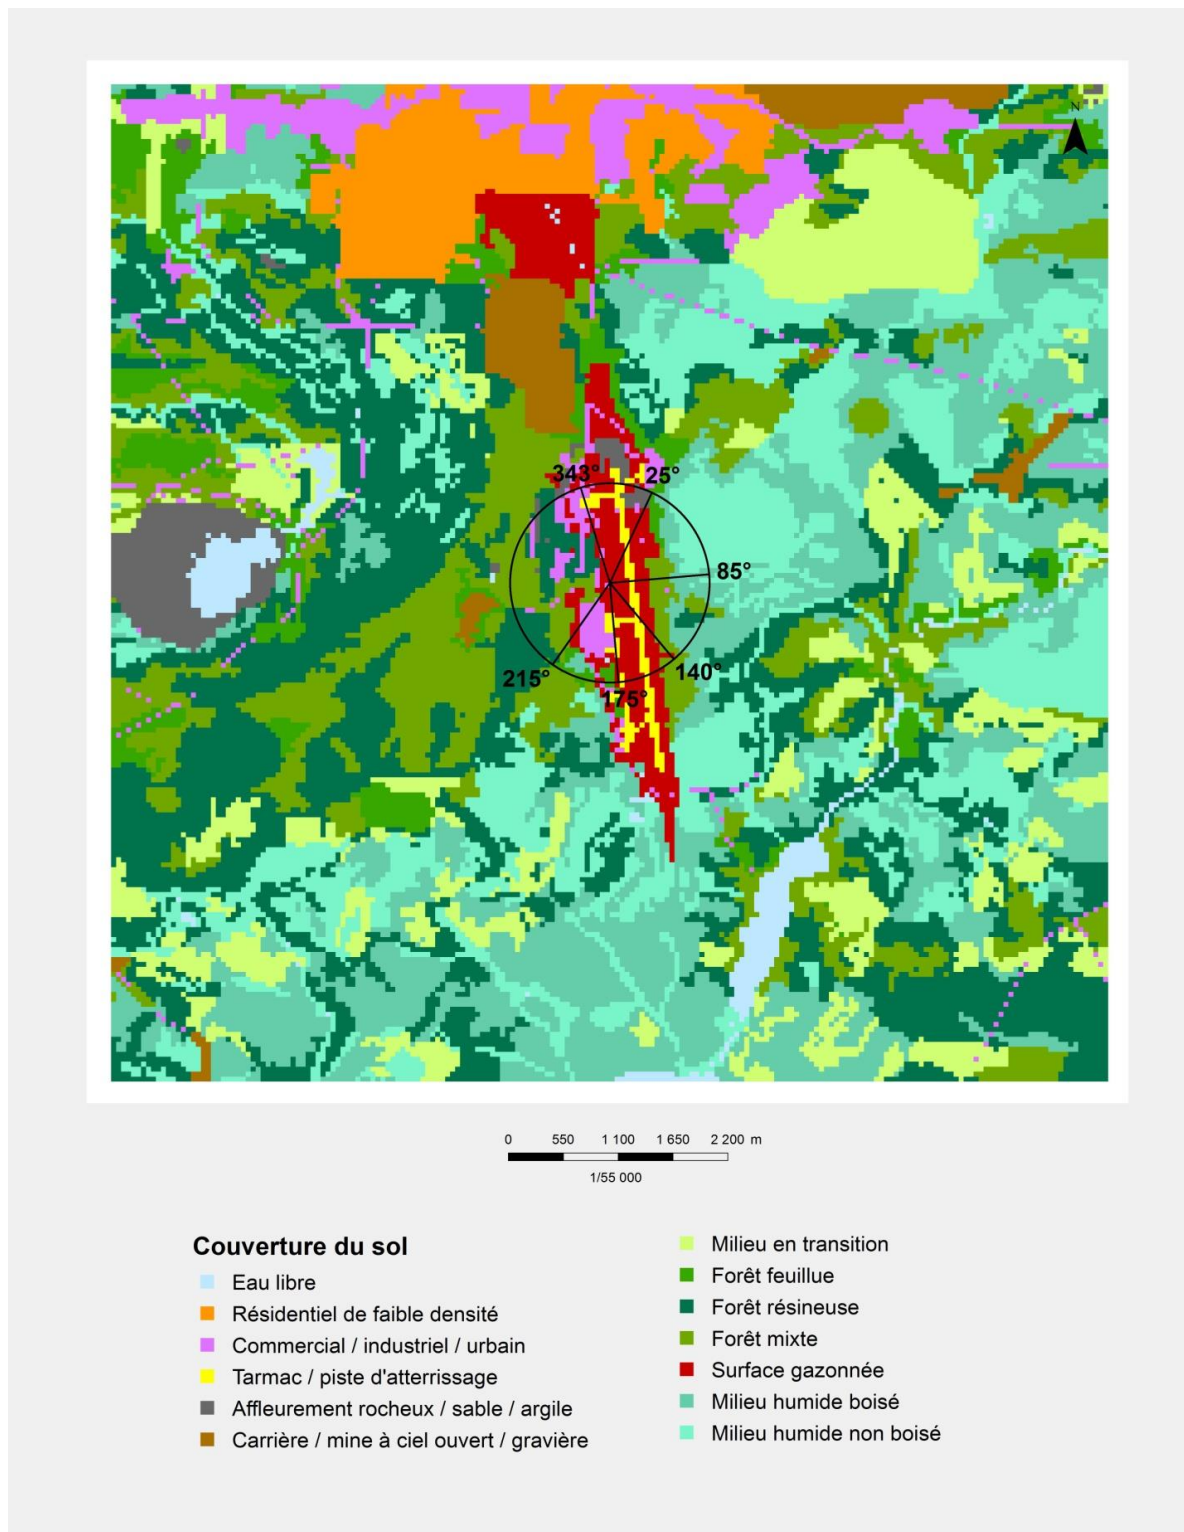 N
343°
25°
85°
140°
175°
215°
0 550 1 100 1 650 2 200 m
1/55 000
Couverture du sol
Eau libre
Résidentiel de faible densité
Commercial / industriel / urbain
Tarmac / piste d'atterrissage
Affleurement rocheux / sable / argile
Carrière / mine à ciel ouvert / gravière
Milieu en transition
Forêt feuillue
Forêt résineuse
Forêt mixte
Surface gazonnée
Milieu humide boisé
Milieu humide non boisé